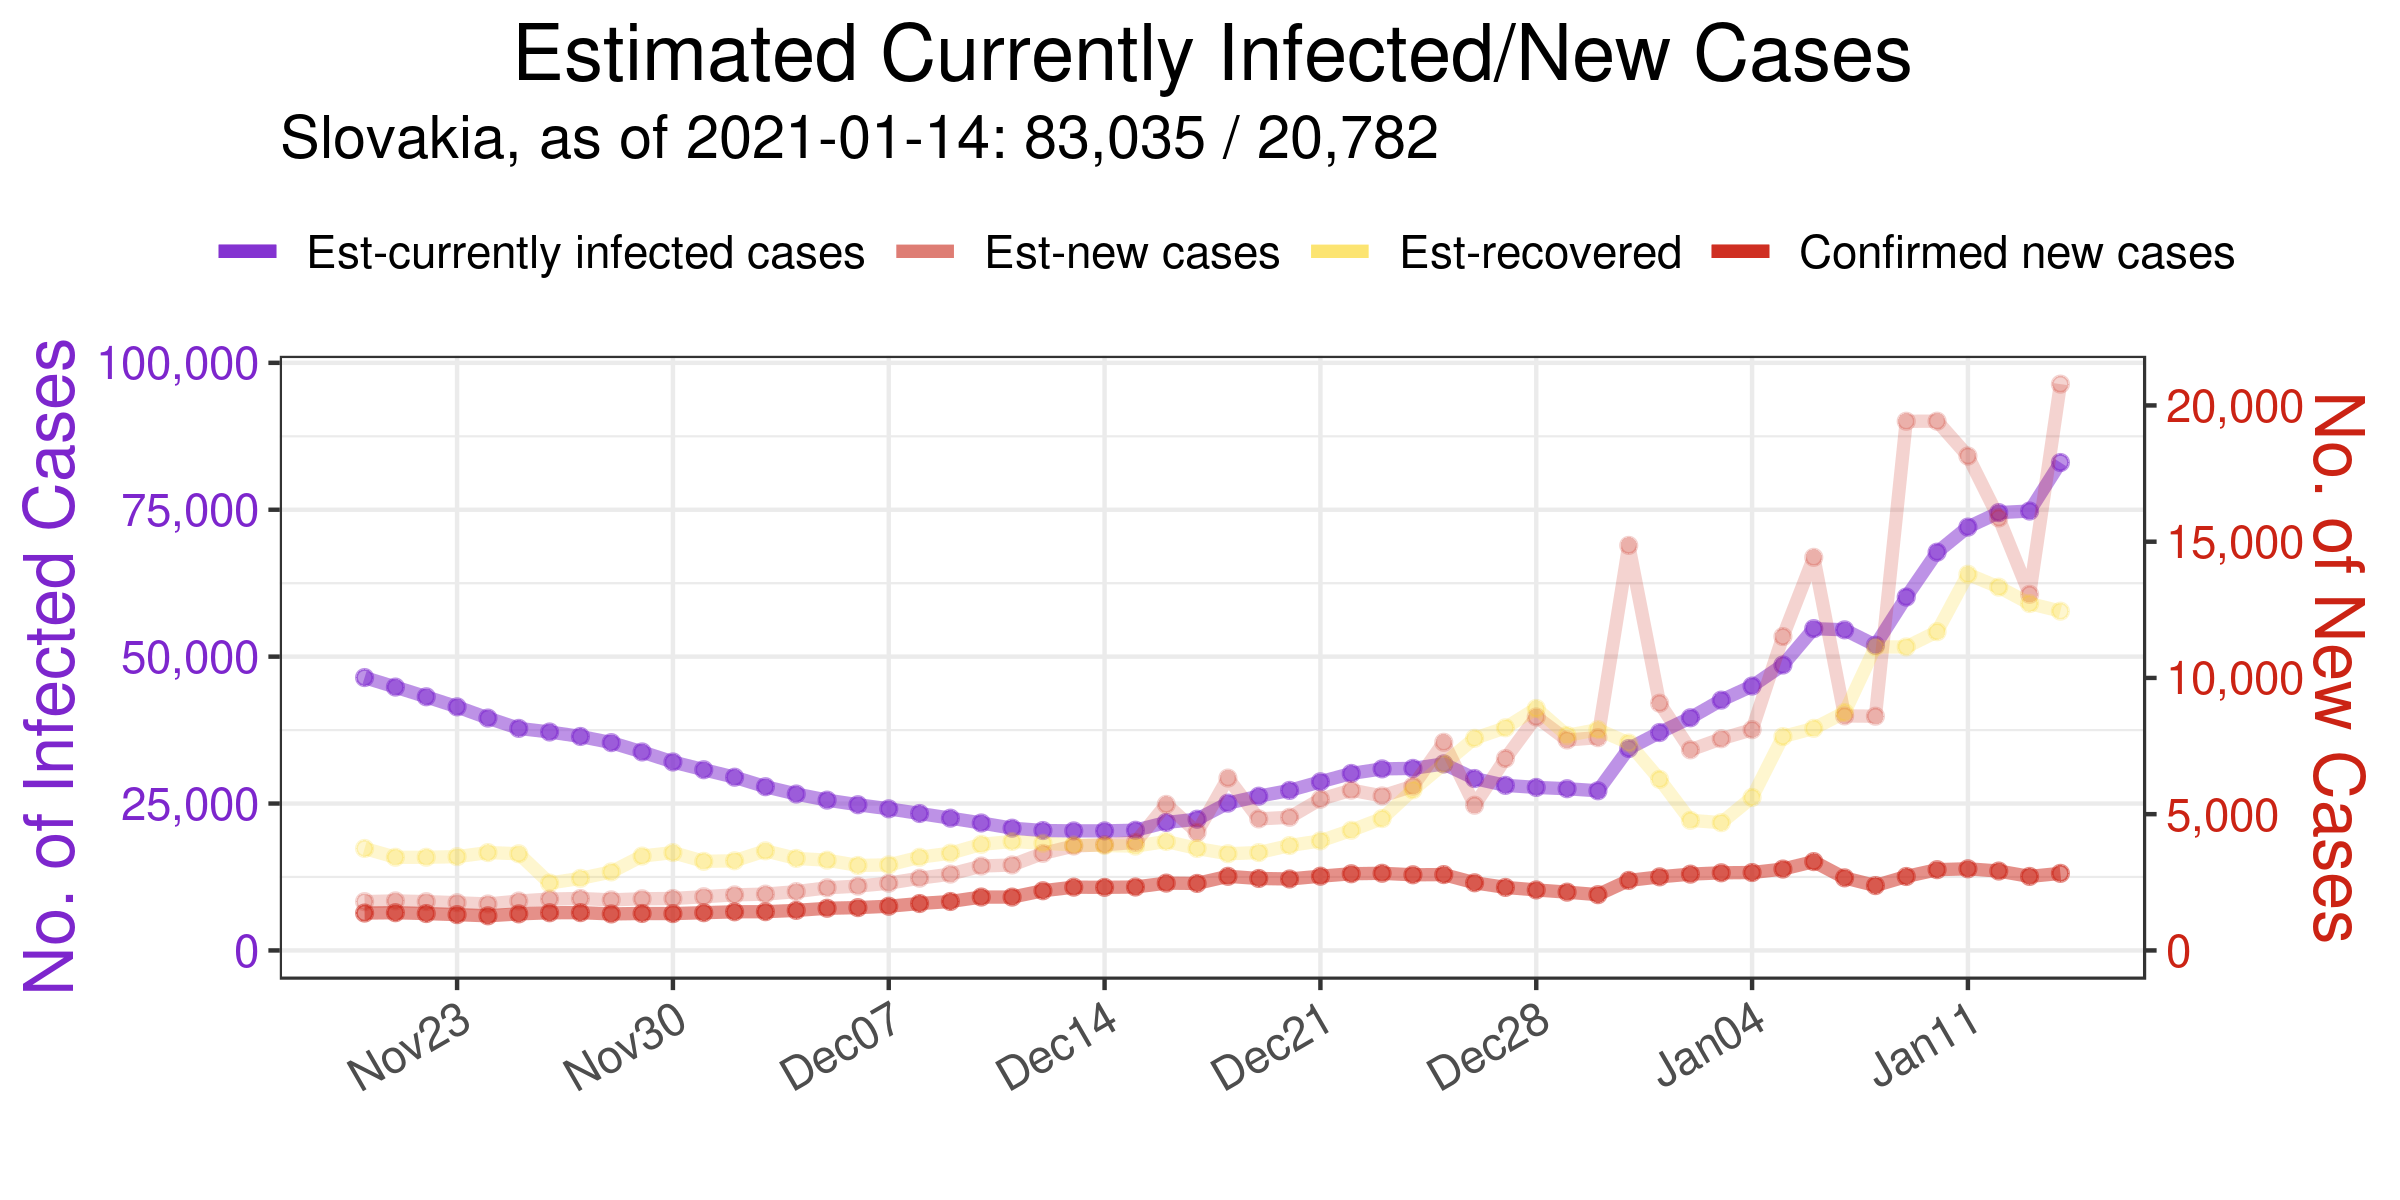 Estimated Currently Infected/New Cases
Slovakia, as of 2021-01-14: 83,035 / 20,782
Est-currently infected cases Est-new cases Est-recovered Confirmed new cases
No. of Infected Cases
100,000
75,000
50,000
25,000
0
20,000
15,000
10,000
5,000
0
No. of New Cases
Nov23 Nov30 Dec07 Dec14 Dec21 Dec28 Jan04 Jan11